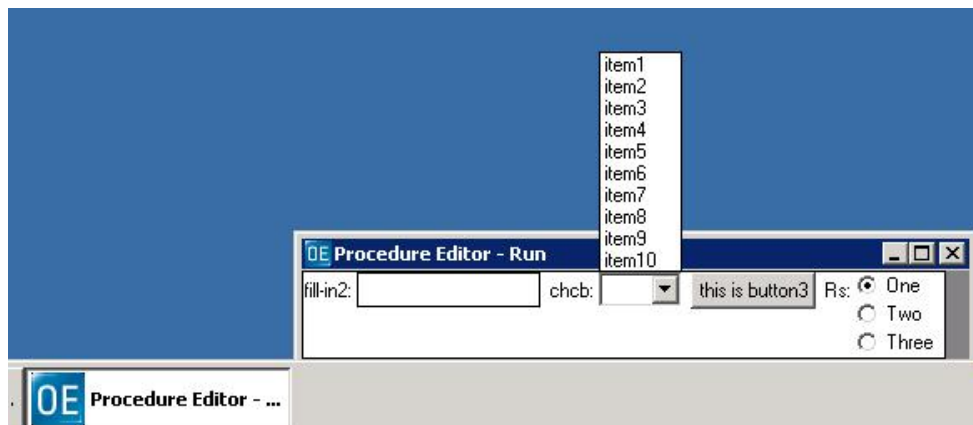 item1
item2
item3
item4
item5
item6
item7
item8
item9
item10
OE Procedure Editor - Run
fill-in2: chcb: this is button3 Rs: One
Two
Three
OE Procedure Editor - ...